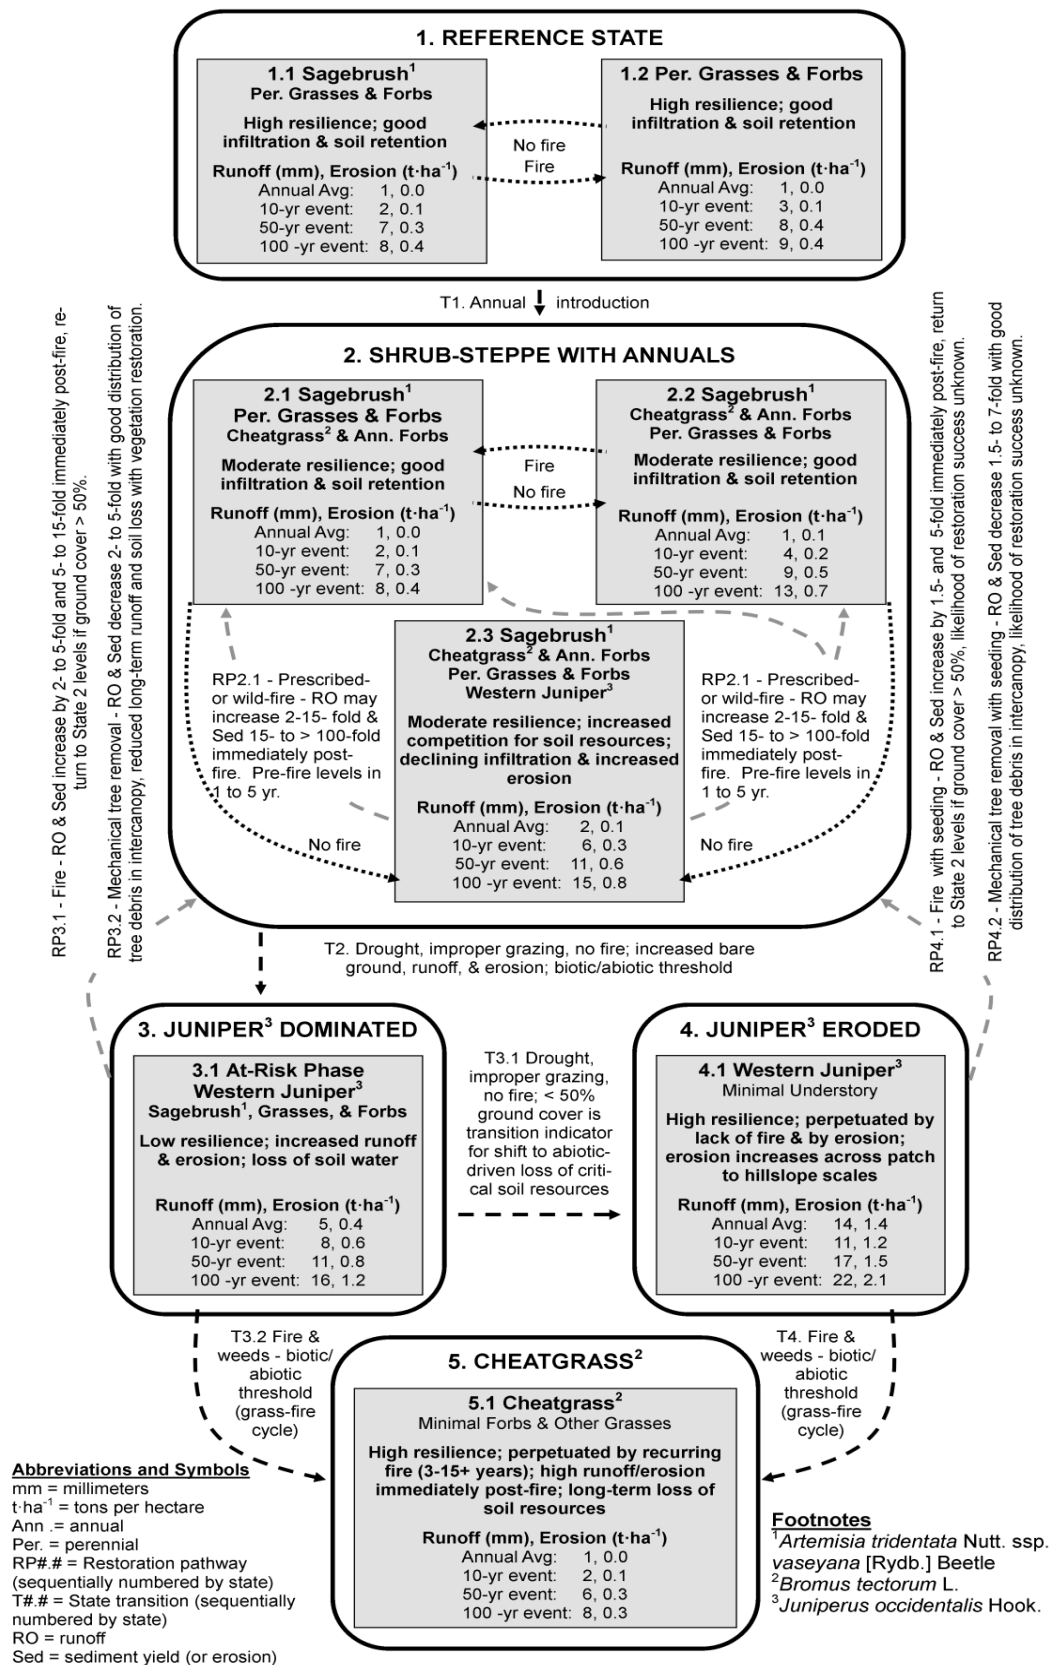 1. REFERENCE STATE
1.1 Sagebrush¹
Per. Grasses & Forbs
High resilience; good
infiltration & soil retention
Runoff (mm), Erosion (t·ha⁻¹)
Annual Avg: 1, 0.0
10-yr event: 2, 0.1
50-yr event: 7, 0.3
100 -yr event: 8, 0.4
No fire
Fire
1.2 Per. Grasses & Forbs
High resilience; good
infiltration & soil retention
Runoff (mm), Erosion (t·ha⁻¹)
Annual Avg: 1, 0.0
10-yr event: 3, 0.1
50-yr event: 8, 0.4
100 -yr event: 9, 0.4
T1. Annual introduction
2. SHRUB-STEPPE WITH ANNUALS
2.1 Sagebrush¹
Per. Grasses & Forbs
Cheatgrass² & Ann. Forbs
Moderate resilience; good
infiltration & soil retention
Runoff (mm), Erosion (t·ha⁻¹)
Annual Avg: 1, 0.0
10-yr event: 2, 0.1
50-yr event: 7, 0.3
100 -yr event: 8, 0.4
Fire
No fire
2.2 Sagebrush¹
Cheatgrass² & Ann. Forbs
Per. Grasses & Forbs
Moderate resilience; good
infiltration & soil retention
Runoff (mm), Erosion (t·ha⁻¹)
Annual Avg: 1, 0.1
10-yr event: 4, 0.2
50-yr event: 9, 0.5
100 -yr event: 13, 0.7
RP2.1 - Prescribed-
or wild-fire - RO may
increase 2-15- fold &
Sed 15- to > 100-fold
immediately post-
fire. Pre-fire levels in
1 to 5 yr.
No fire
2.3 Sagebrush¹
Cheatgrass² & Ann. Forbs
Per. Grasses & Forbs
Western Juniper³
Moderate resilience; increased
competition for soil resources;
declining infiltration & increased
erosion
Runoff (mm), Erosion (t·ha⁻¹)
Annual Avg: 2, 0.1
10-yr event: 6, 0.3
50-yr event: 11, 0.6
100 -yr event: 15, 0.8
RP2.1 - Prescribed-
or wild-fire - RO may
increase 2-15- fold &
Sed 15- to > 100-fold
immediately post-
fire. Pre-fire levels in
1 to 5 yr.
No fire
RP3.1 - Fire - RO & Sed increase by 2- to 5-fold and 5- to 15-fold immediately post-fire, re-
turn to State 2 levels if ground cover > 50%.
RP3.2 - Mechanical tree removal - RO & Sed decrease 2- to 5-fold with good distribution of
tree debris in intercanopy, reduced long-term runoff and soil loss with vegetation restoration.
RP4.1 - Fire with seeding - RO & Sed increase by 1.5- and 5-fold immediately post-fire, return
to State 2 levels if ground cover > 50%, likelihood of restoration success unknown.
RP4.2 - Mechanical tree removal with seeding - RO & Sed decrease 1.5- to 7-fold with good
distribution of tree debris in intercanopy, likelihood of restoration success unknown.
T2. Drought, improper grazing, no fire; increased bare
ground, runoff, & erosion; biotic/abiotic threshold
3. JUNIPER³ DOMINATED
3.1 At-Risk Phase
Western Juniper³
Sagebrush¹, Grasses, & Forbs
Low resilience; increased runoff
& erosion; loss of soil water
Runoff (mm), Erosion (t·ha⁻¹)
Annual Avg: 5, 0.4
10-yr event: 8, 0.6
50-yr event: 11, 0.8
100 -yr event: 16, 1.2
T3.1 Drought,
improper grazing,
no fire; < 50%
ground cover is
transition indicator
for shift to abiotic-
driven loss of criti-
cal soil resources
4. JUNIPER³ ERODED
4.1 Western Juniper³
Minimal Understory
High resilience; perpetuated by
lack of fire & by erosion;
erosion increases across patch
to hillslope scales
Runoff (mm), Erosion (t·ha⁻¹)
Annual Avg: 14, 1.4
10-yr event: 11, 1.2
50-yr event: 17, 1.5
100 -yr event: 22, 2.1
T3.2 Fire &
weeds - biotic/
abiotic
threshold
(grass-fire
cycle)
T4. Fire &
weeds - biotic/
abiotic
threshold
(grass-fire
cycle)
5. CHEATGRASS²
5.1 Cheatgrass²
Minimal Forbs & Other Grasses
High resilience; perpetuated by recurring
fire (3-15+ years); high runoff/erosion
immediately post-fire; long-term loss of
soil resources
Runoff (mm), Erosion (t·ha⁻¹)
Annual Avg: 1, 0.0
10-yr event: 2, 0.1
50-yr event: 6, 0.3
100 -yr event: 8, 0.3
Abbreviations and Symbols
mm = millimeters
t·ha⁻¹ = tons per hectare
Ann .= annual
Per. = perennial
RP#.# = Restoration pathway
(sequentially numbered by state)
T#.# = State transition (sequentially
numbered by state)
RO = runoff
Sed = sediment yield (or erosion)
Footnotes
¹Artemisia tridentata Nutt. ssp.
vaseyana [Rydb.] Beetle
²Bromus tectorum L.
³Juniperus occidentalis Hook.